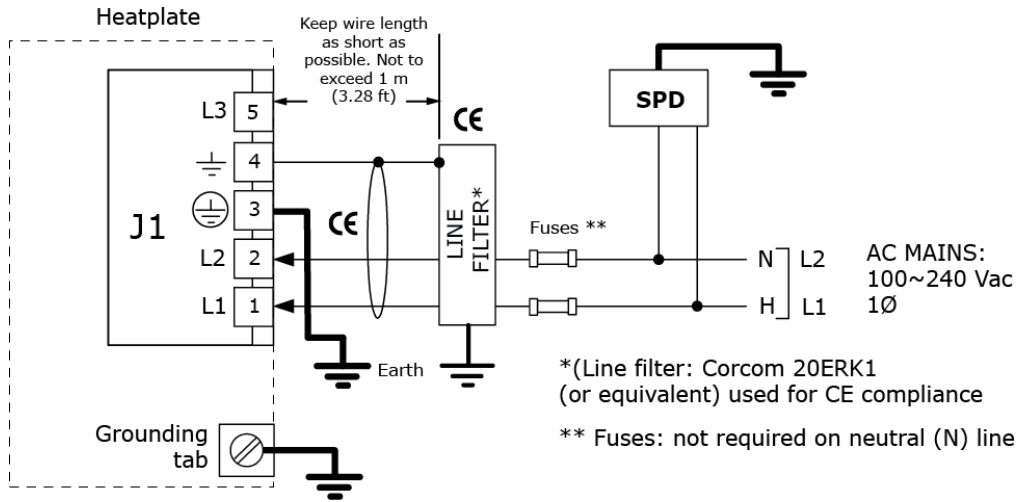 Heatplate
Keep wire length
as short as
possible. Not to
exceed 1 m
(3.28 ft)
CE
SPD
L3 5
4
3
J1
CE
L2 2
L1 1
LINE
FILTER*
Fuses **
N L2
H L1
AC MAINS:
100~240 Vac
1Ø
Earth
*(Line filter: Corcom 20ERK1
(or equivalent) used for CE compliance
** Fuses: not required on neutral (N) line
Grounding
tab